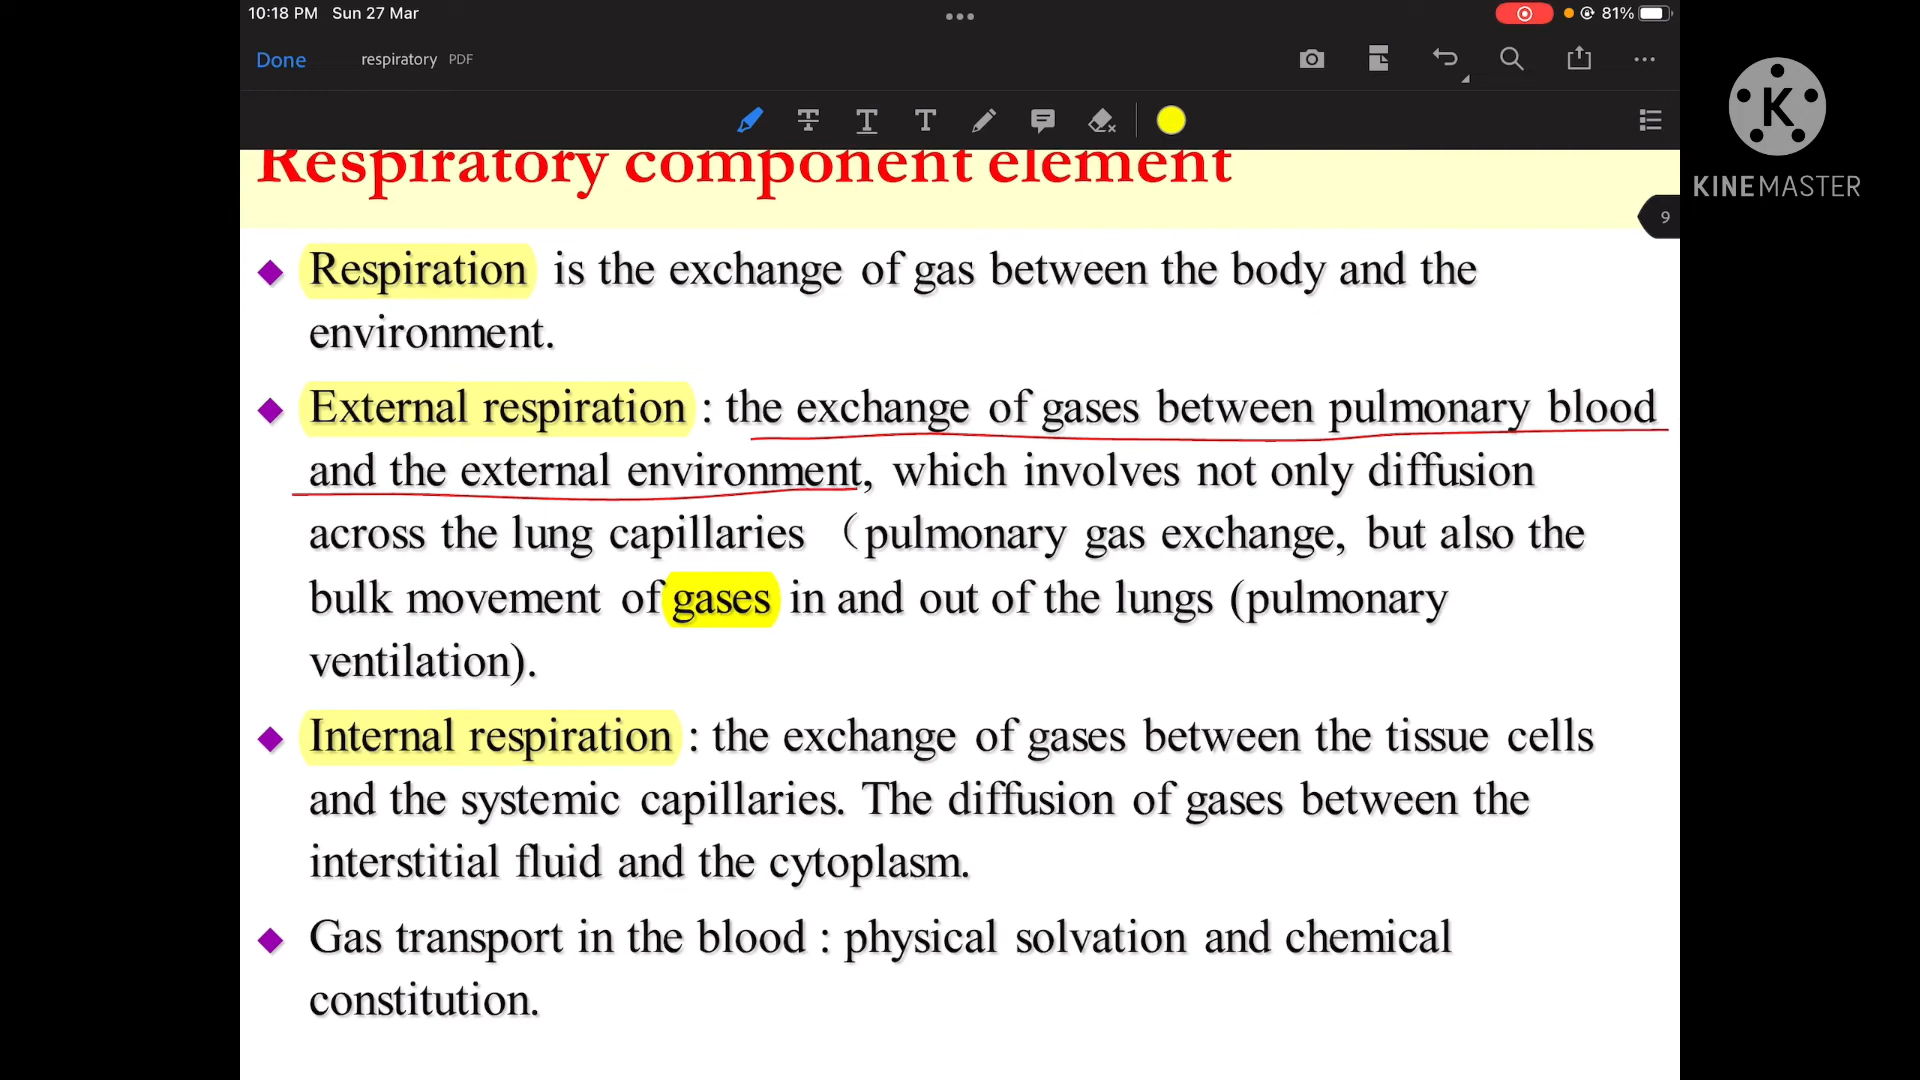 10:18 PM Sun 27 Mar
81%
Done respiratory PDF
K
KINEMASTER
Respiratory component element
9
Respiration is the exchange of gas between the body and the
environment.
External respiration : the exchange of gases between pulmonary blood
and the external environment, which involves not only diffusion
across the lung capillaries （pulmonary gas exchange, but also the
bulk movement of gases in and out of the lungs (pulmonary
ventilation).
Internal respiration : the exchange of gases between the tissue cells
and the systemic capillaries. The diffusion of gases between the
interstitial fluid and the cytoplasm.
Gas transport in the blood : physical solvation and chemical
constitution.